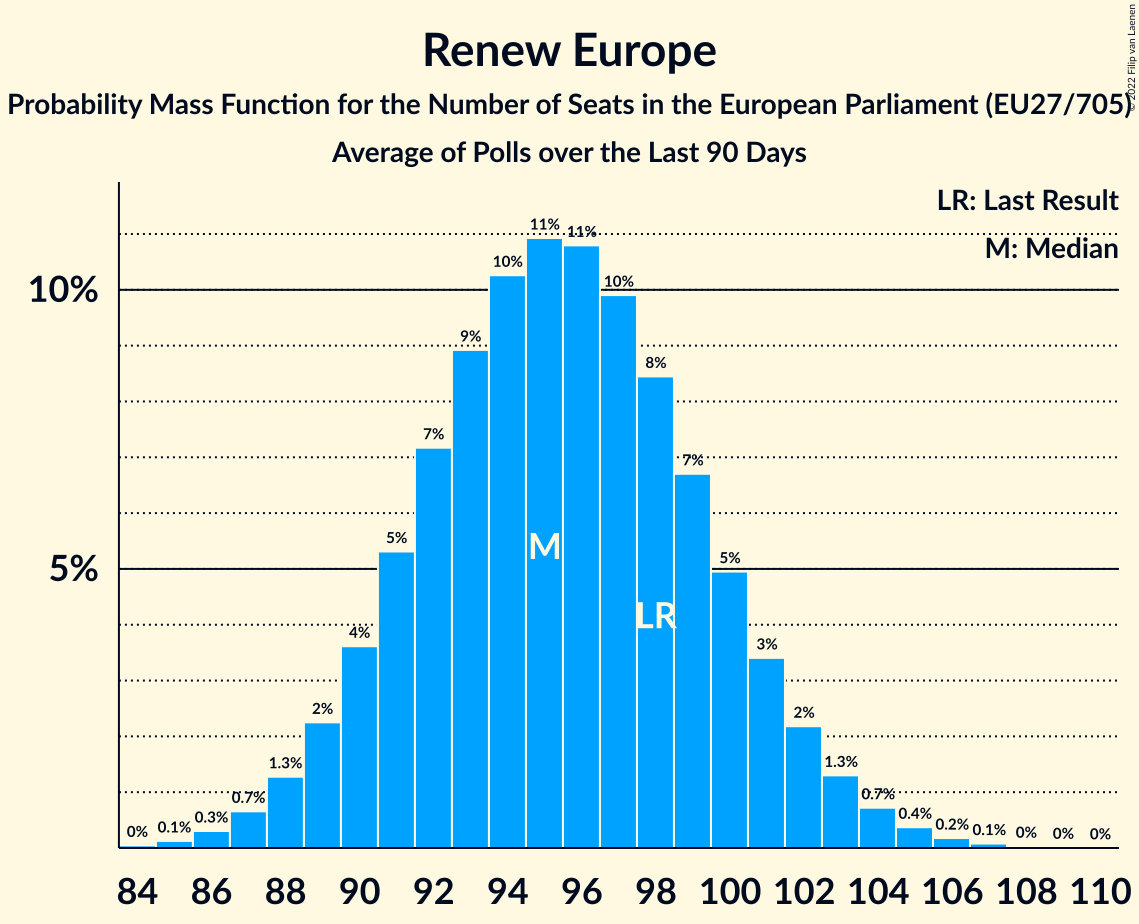 Renew Europe
Probability Mass Function for the Number of Seats in the European Parliament (EU27/705)
Average of Polls over the Last 90 Days
© 2022 Filip van Laenen
LR: Last Result
M: Median
10%
5%
0% 0.1% 0.3% 0.7% 1.3% 2% 4% 5% 7% 9% 10% 11% 11% 10% 8% 7% 5% 3% 2% 1.3% 0.7% 0.4% 0.2% 0.1% 0% 0% 0%
M
LR
84 86 88 90 92 94 96 98 100 102 104 106 108 110